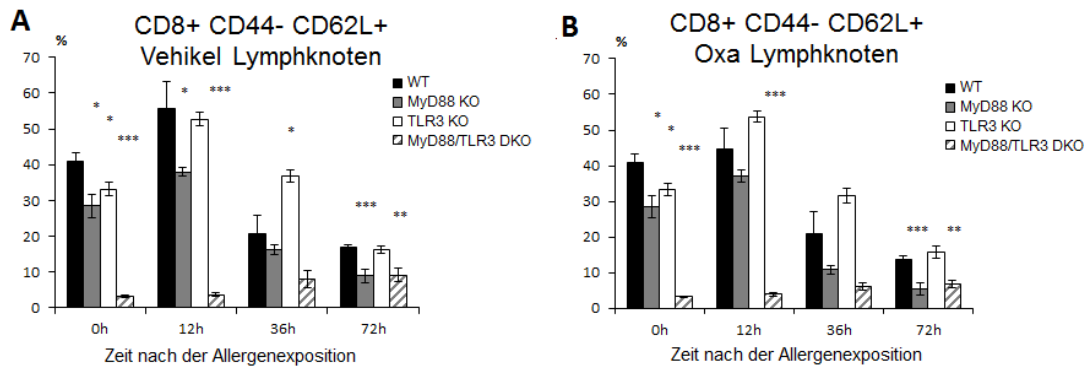 A
CD8+ CD44- CD62L+
Vehikel Lymphknoten
%
70
60
50
40
30
20
10
0
* * ***
* ***
*
*** **
WT
MyD88 KO
TLR3 KO
MyD88/TLR3 DKO
0h 12h 36h 72h
Zeit nach der Allergenexposition
B
CD8+ CD44- CD62L+
Oxa Lymphknoten
%
70
60
50
40
30
20
10
0
* * ***
***
*** **
WT
MyD88 KO
TLR3 KO
MyD88/TLR3 DKO
0h 12h 36h 72h
Zeit nach der Allergenexposition